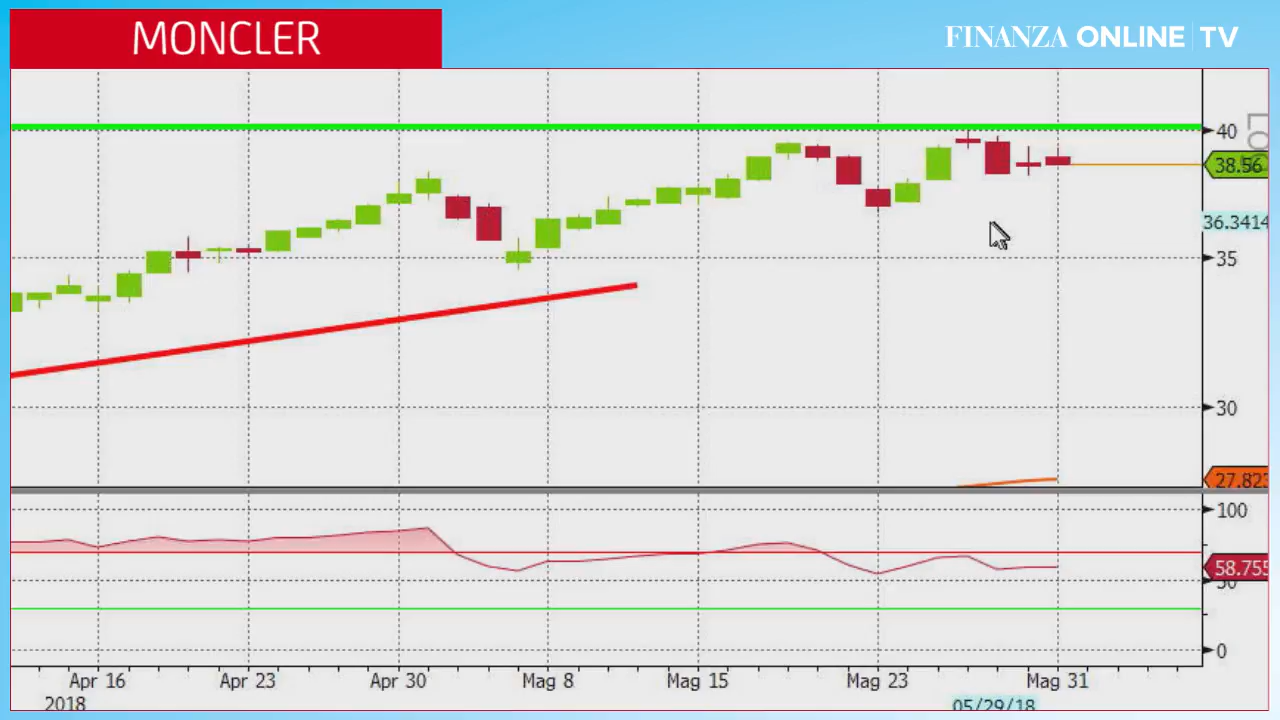 MONCLER
FINANZA ONLINE TV
40
38.56
36.3414
35
30
27.823
100
58.755
50
0
Apr 16
Apr 23
Apr 30
Mag 8
Mag 15
Mag 23
Mag 31
2018
05/29/18